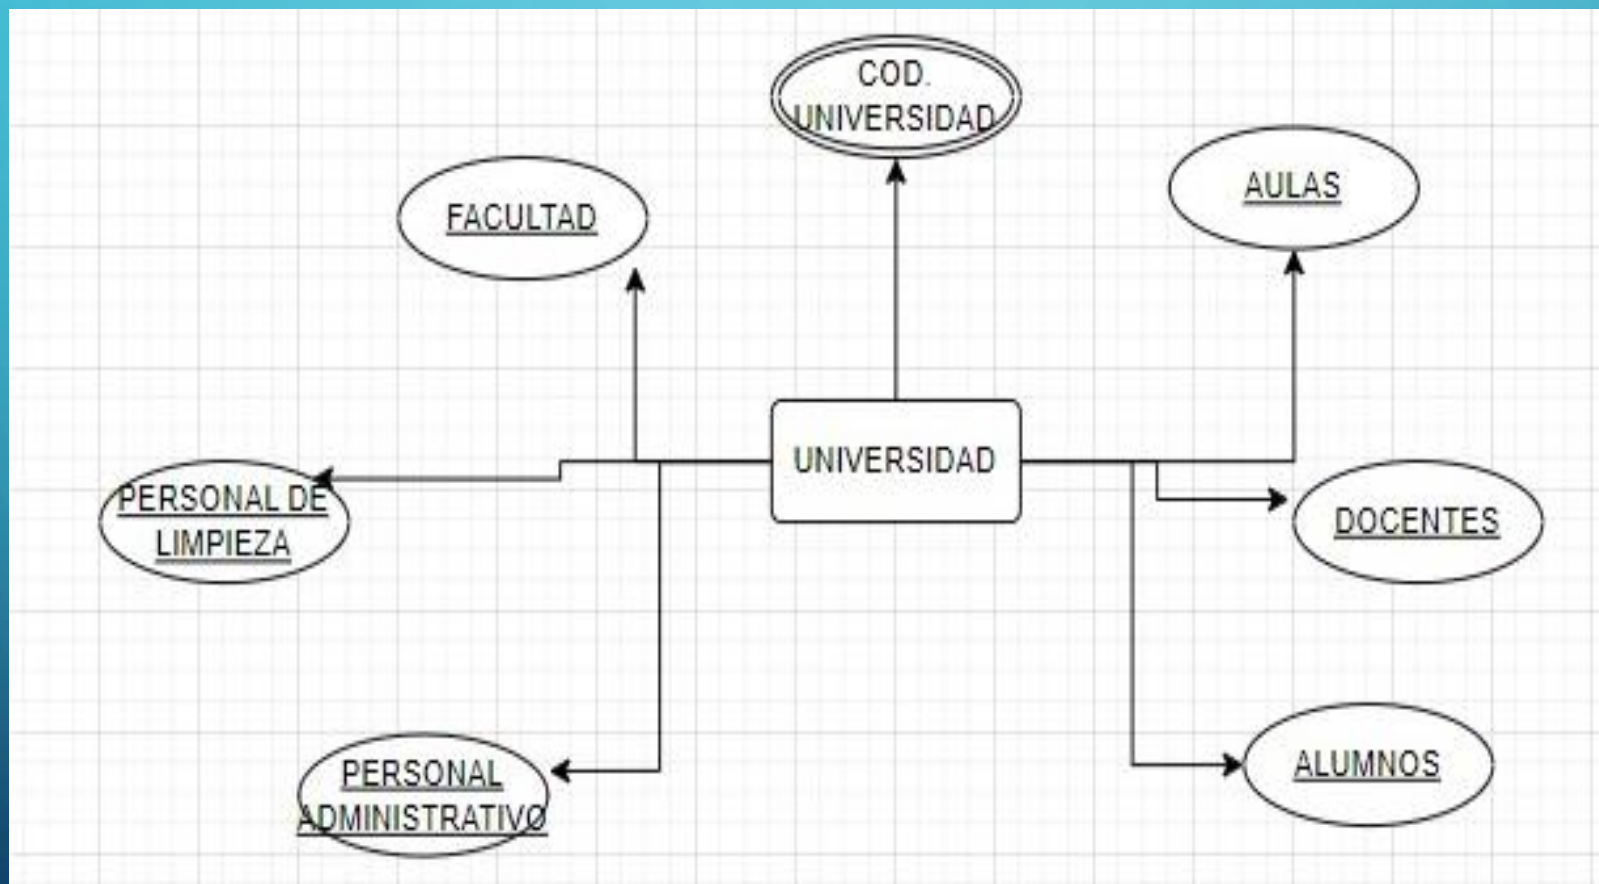 COD.
UNIVERSIDAD
AULAS
FACULTAD
UNIVERSIDAD
PERSONAL DE
LIMPIEZA
DOCENTES
PERSONAL
ADMINISTRATIVO
ALUMNOS